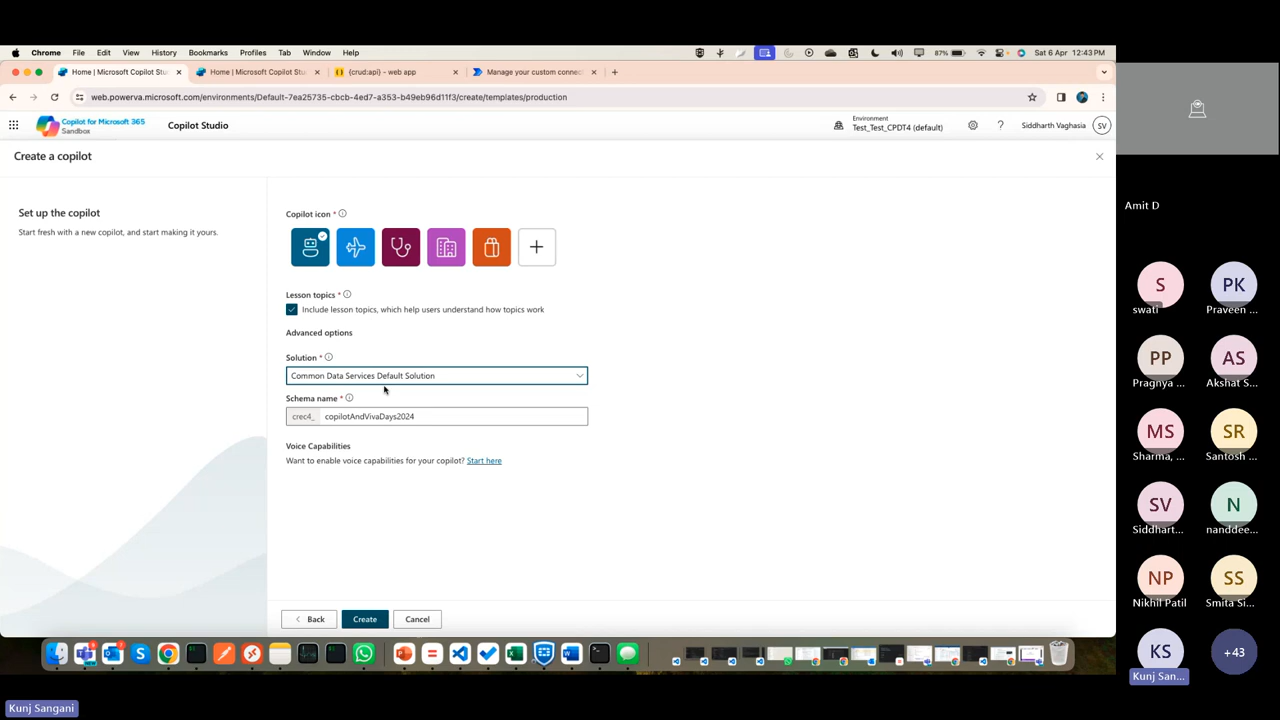 Chrome File Edit View History Bookmarks Profiles Tab Window Help
87% Sat 6 Apr 12:43 PM
Home | Microsoft Copilot Stu
Home | Microsoft Copilot Stu
{crud:api} - web app
Manage your custom connec
web.powerva.microsoft.com/environments/Default-7ea25735-cbcb-4ed7-a353-b49eb96d11f3/create/templates/production
Copilot for Microsoft 365
Sandbox
Copilot Studio
Environment
Test_Test_CPDT4 (default)
?
Siddharth Vaghasia
SV
Create a copilot
Set up the copilot
Start fresh with a new copilot, and start making it yours.
Copilot icon *
Lesson topics *
Include lesson topics, which help users understand how topics work
Advanced options
Solution *
Common Data Services Default Solution
Schema name *
crec4_ copilotAndVivaDays2024
Voice Capabilities
Want to enable voice capabilities for your copilot? Start here
Back
Create
Cancel
Amit D
S
swati
PK
Praveen ...
PP
Pragnya ...
AS
Akshat S...
MS
Sharma, ...
SR
Santosh ...
SV
Siddhart...
N
nanddee...
NP
Nikhil Patil
SS
Smita Si...
KS
Kunj San...
+43
Kunj Sangani